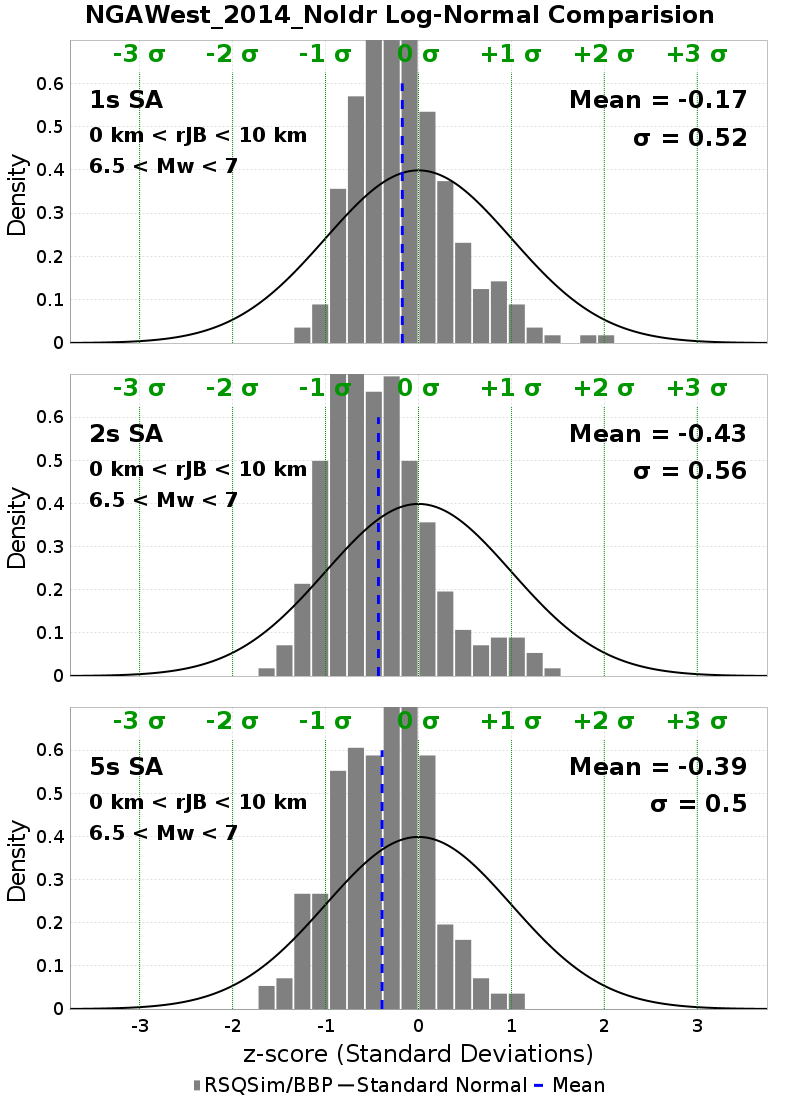 NGAWest_2014_NoIdr Log-Normal Comparision
-3 σ -2 σ -1 σ 0 σ +1 σ +2 σ +3 σ
1s SA Mean = -0.17
0 km < rJB < 10 km σ = 0.52
6.5 < Mw < 7
Density
0.6
0.5
0.4
0.3
0.2
0.1
0
-3 σ -2 σ -1 σ 0 σ +1 σ +2 σ +3 σ
2s SA Mean = -0.43
0 km < rJB < 10 km σ = 0.56
6.5 < Mw < 7
Density
0.6
0.5
0.4
0.3
0.2
0.1
0
-3 σ -2 σ -1 σ 0 σ +1 σ +2 σ +3 σ
5s SA Mean = -0.39
0 km < rJB < 10 km σ = 0.5
6.5 < Mw < 7
Density
0.6
0.5
0.4
0.3
0.2
0.1
0
-3 -2 -1 0 1 2 3
z-score (Standard Deviations)
RSQSim/BBP Standard Normal Mean